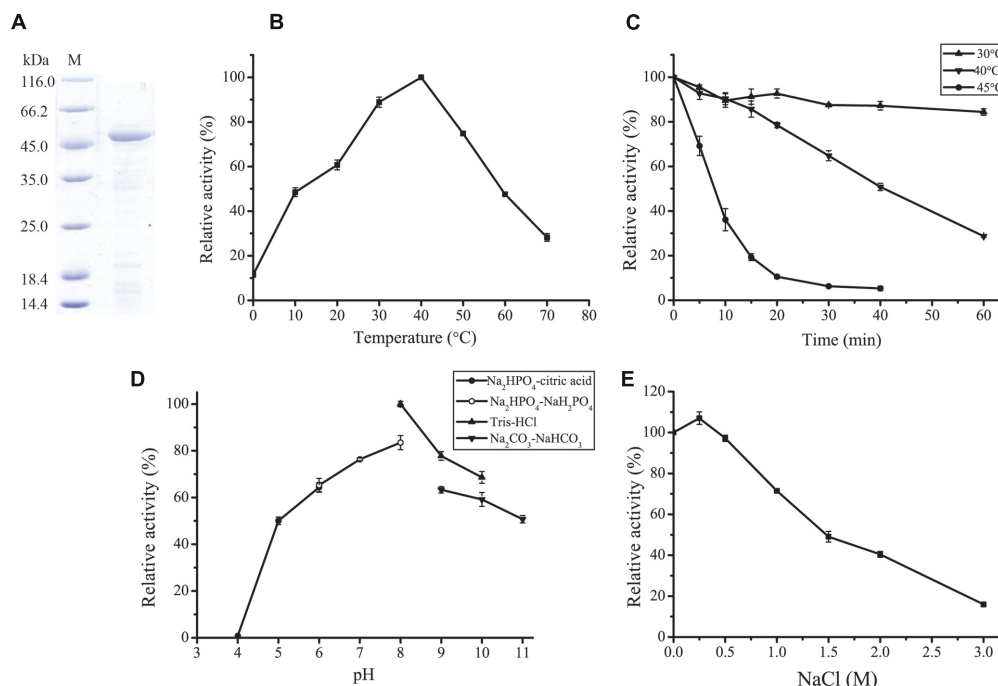 A
kDa M
116.0
66.2
45.0
35.0
25.0
18.4
14.4
B
Relative activity (%)
100
80
60
40
20
0
0 10 20 30 40 50 60 70 80
Temperature (°C)
C
Relative activity (%)
100
80
60
40
20
0
0 20 40 60
Time (min)
30°C
40°C
45°C
D
Relative activity (%)
100
80
60
40
20
0
3 4 5 6 7 8 9 10 11
pH
Na₂HPO₄-citric acid
Na₂HPO₄-NaH₂PO₄
Tris-HCl
Na₂CO₃-NaHCO₃
E
Relative activity (%)
120
100
80
60
40
20
0
0.0 0.5 1.0 1.5 2.0 2.5 3.0
NaCl (M)